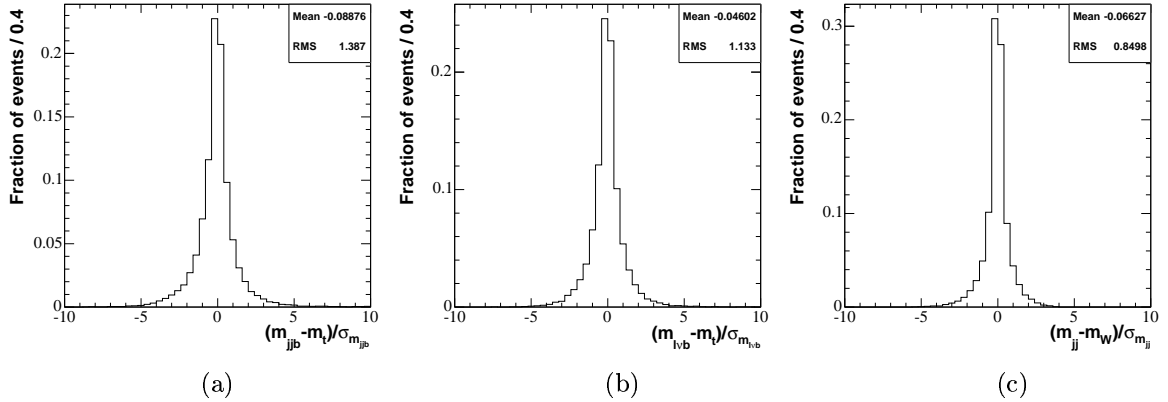 Fraction of events / 0.4
Mean -0.08876
RMS 1.387
0.2
0.15
0.1
0.05
0
-10 -5 0 5 10
(m_jjb-m_t)/σ_m_jjb
(a)
Mean -0.04602
RMS 1.133
0.2
0.1
0
-10 -5 0 5 10
(m_lνb-m_t)/σ_m_lνb
(b)
Fraction of events / 0.4
Mean -0.06627
RMS 0.8498
0.3
0.2
0.1
0
-10 -5 0 5 10
(m_jj-m_W)/σ_m_jj
(c)
Fraction of events / 0.4